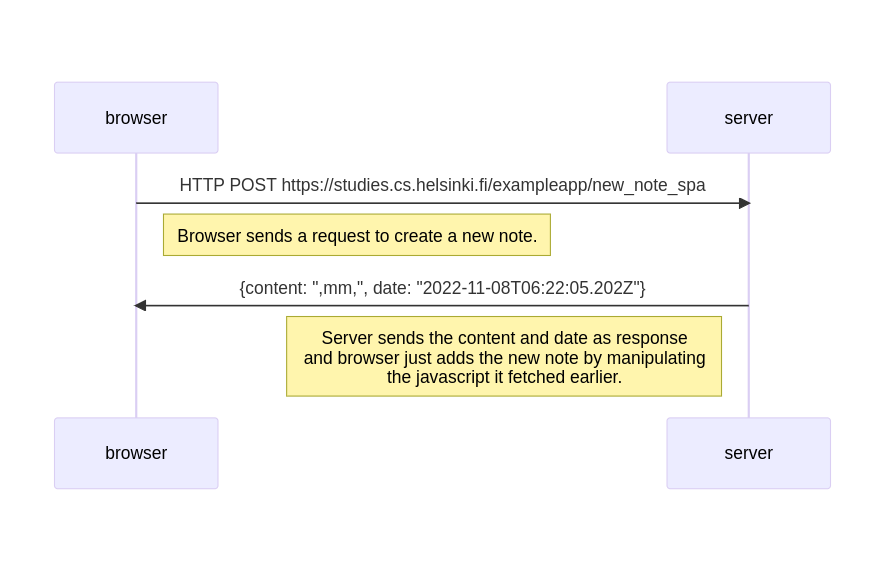 browser
server
HTTP POST https://studies.cs.helsinki.fi/exampleapp/new_note_spa
Browser sends a request to create a new note.
{content: ",mm,", date: "2022-11-08T06:22:05.202Z"}
Server sends the content and date as response
and browser just adds the new note by manipulating
the javascript it fetched earlier.
browser
server